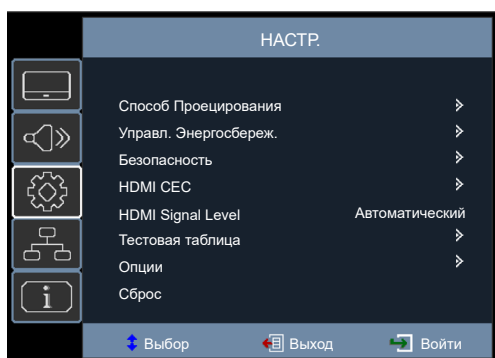 НАСТР.
Способ Проецирования
Управл. Энергосбереж.
Безопасность
HDMI CEC
HDMI Signal Level Автоматический
Тестовая таблица
Опции
Сброс
Выбор Выход Войти